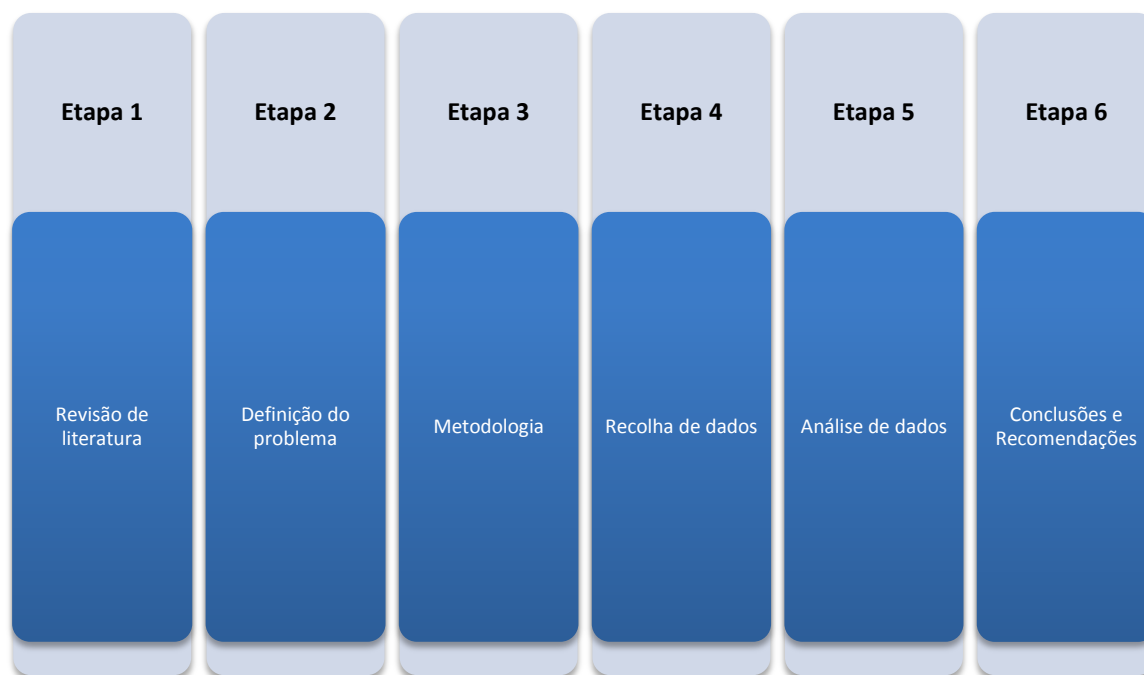 Etapa 1
Etapa 2
Etapa 3
Etapa 4
Etapa 5
Etapa 6
Revisão de
literatura
Definição do
problema
Metodologia
Recolha de dados
Análise de dados
Conclusões e
Recomendações